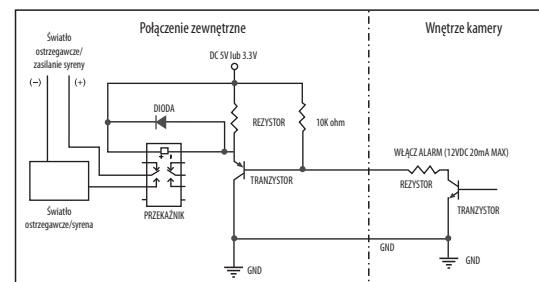 Połączenie zewnętrzne
Wnętrze kamery
Światło
ostrzegawcze/
zasilanie syreny
(−)
(+)
DC 5V lub 3.3V
DIODA
REZYSTOR
10K ohm
WŁĄCZ ALARM (12VDC 20mA MAX)
REZYSTOR
TRANZYSTOR
TRANZYSTOR
PRZEKAŹNIK
Światło
ostrzegawcze/syrena
GND
GND
GND